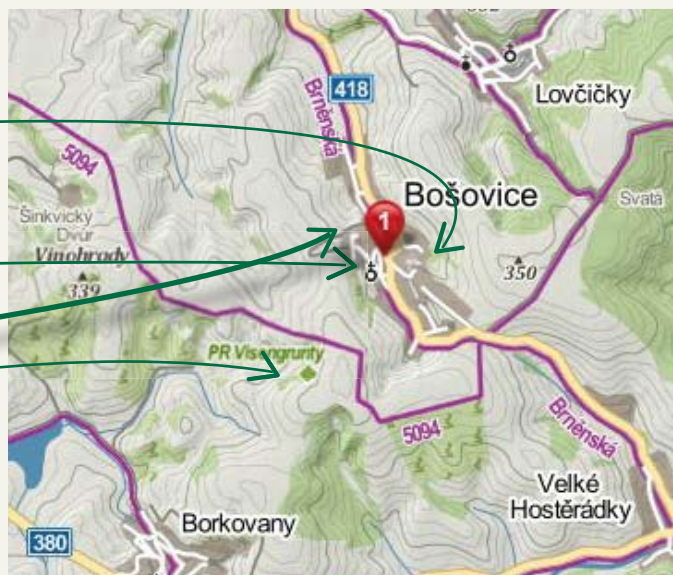 418
Brněnská
Lovčičky
5094
Bošovice
1
Svatá
Šinkvický
Dvůr
Vinohrady
339
350
PR Visengrunty
5094
Brněnská
Velké
Hostěrádky
Borkovany
380